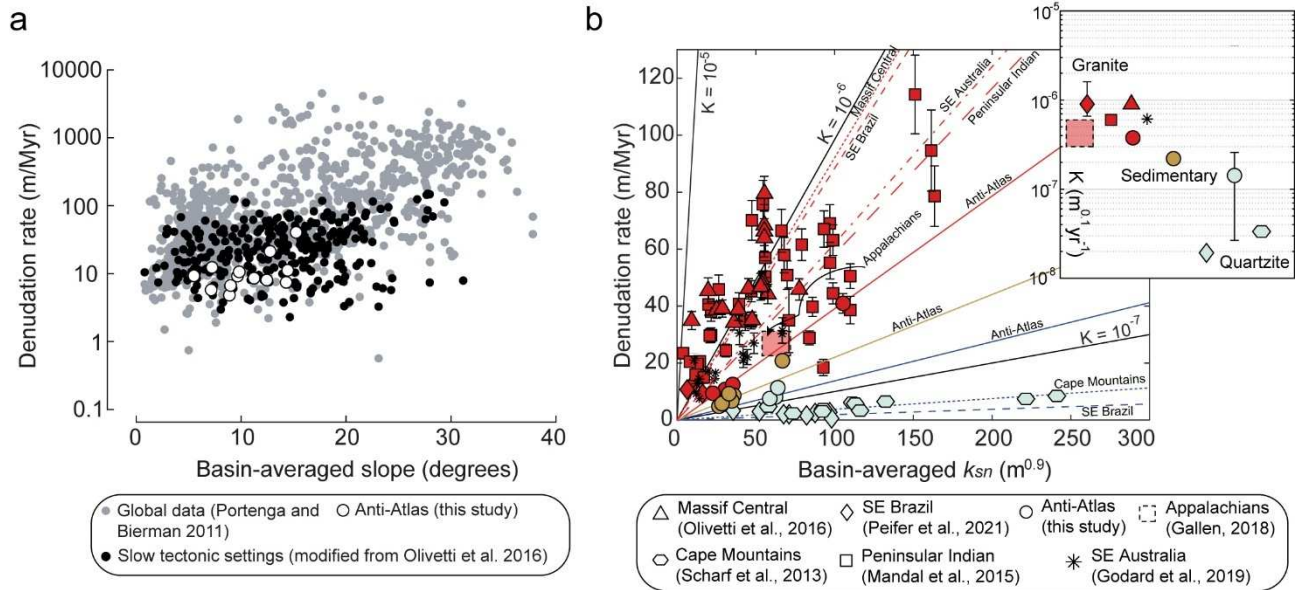 a
Denudation rate (m/Myr)
10000
1000
100
10
1
0.1
0
10
20
30
40
Basin-averaged slope (degrees)
Global data (Portenga and
Bierman 2011)
Anti-Atlas (this study)
Slow tectonic settings (modified from Olivetti et al. 2016)
b
Denudation rate (m/Myr)
120
100
80
60
40
20
0
0
50
100
150
200
250
300
Basin-averaged ksn (m0.9)
K = 10-5
K = 10-6
Massif Central
SE Brazil
SE Australia
Peninsular Indian
Anti-Atlas
Appalachians
Anti-Atlas
Anti-Atlas
K = 10-7
Cape Mountains
SE Brazil
10-5
10-6
10-7
10-8
K (m0.1 yr-1)
Granite
Sedimentary
Quartzite
Massif Central
(Olivetti et al., 2016)
SE Brazil
(Peifer et al., 2021)
Anti-Atlas
(this study)
Appalachians
(Gallen, 2018)
Cape Mountains
(Scharf et al., 2013)
Peninsular Indian
(Mandal et al., 2015)
SE Australia
(Godard et al., 2019)